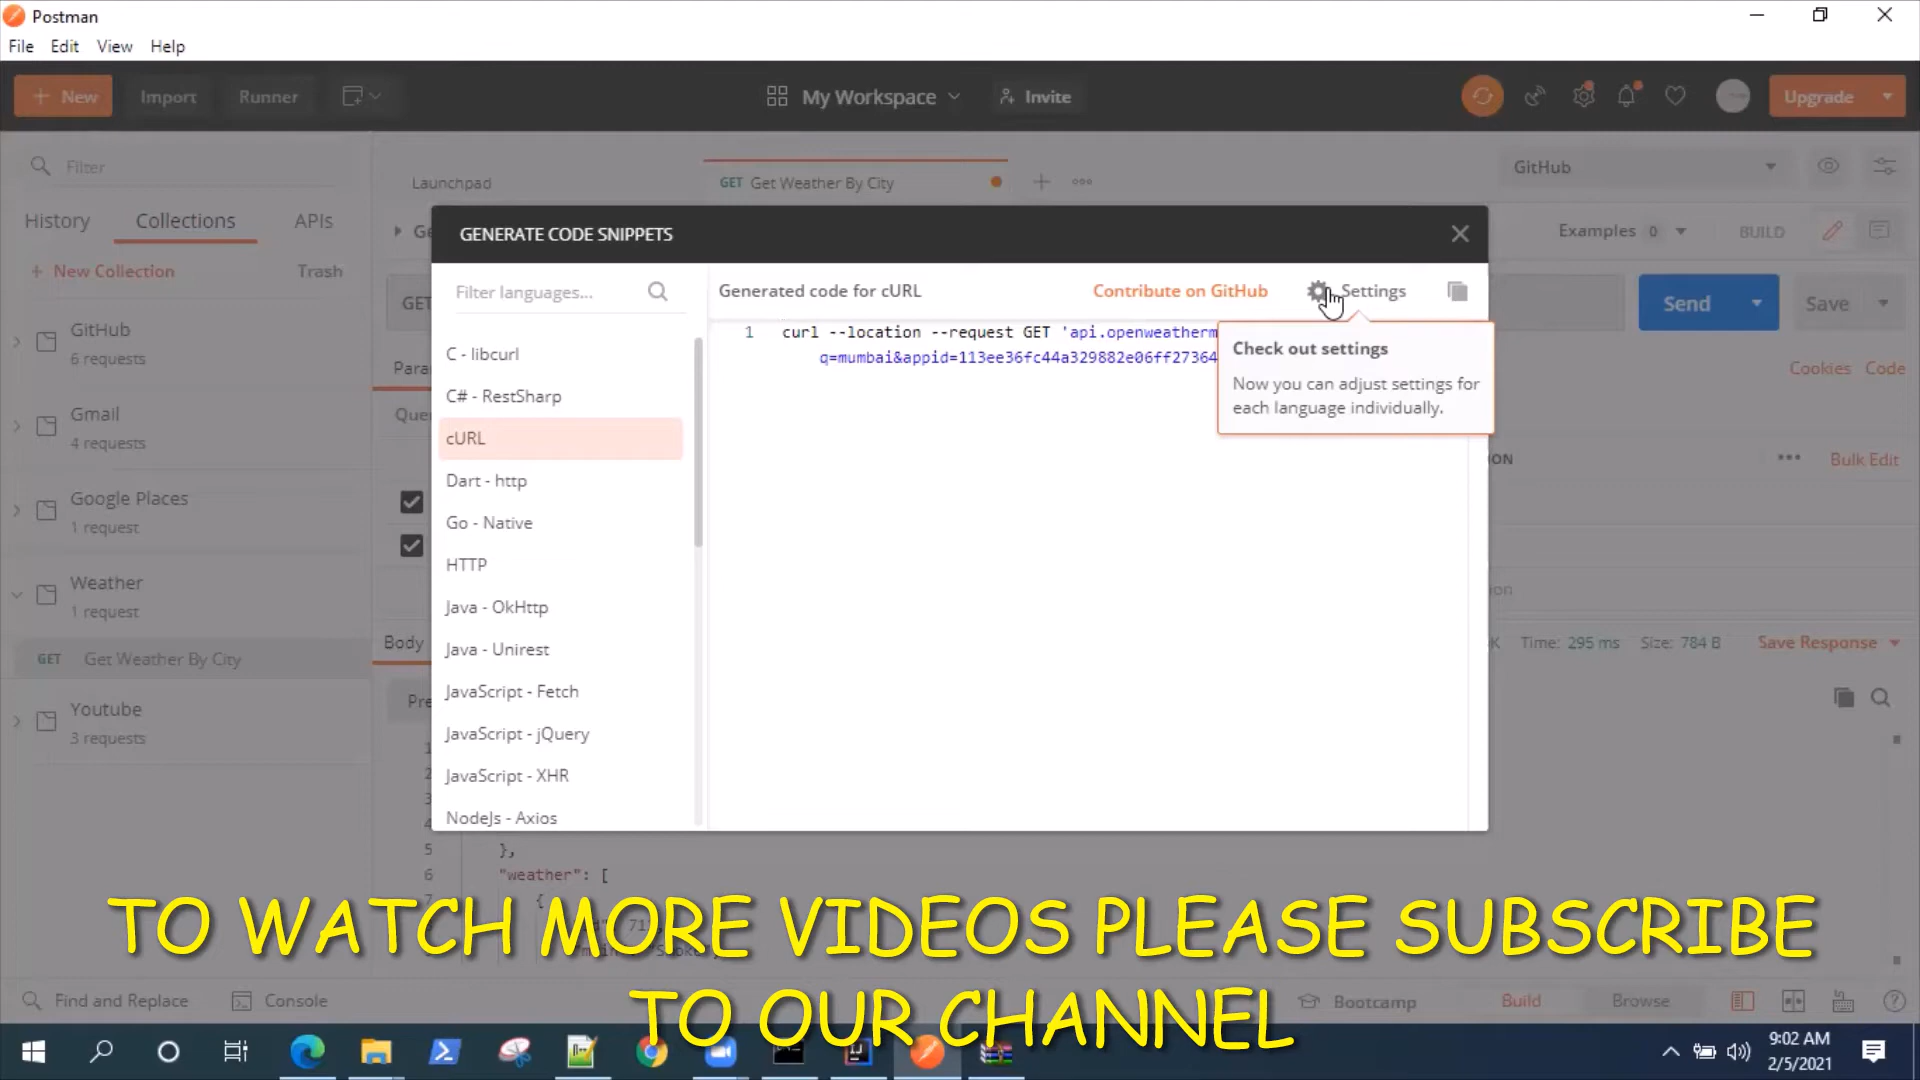 Postman
File Edit View Help
+ New Import Runner My Workspace Invite Upgrade
Filter
History Collections APIs
+ New Collection Trash
GitHub
6 requests
Gmail
4 requests
Google Places
1 request
Weather
1 request
GET Get Weather By City
Youtube
3 requests
Launchpad
GET Get Weather By City
GitHub
Examples 0 BUILD
GET
Send Save
Cookies Code
ON
Bulk Edit
GENERATE CODE SNIPPETS
Filter languages...
C - libcurl
C# - RestSharp
cURL
Dart - http
Go - Native
HTTP
Java - OkHttp
Java - Unirest
JavaScript - Fetch
JavaScript - jQuery
JavaScript - XHR
NodeJs - Axios
Generated code for cURL Contribute on GitHub Settings
1 curl --location --request GET 'api.openweatherm
q=mumbai&appid=113ee36fc44a329882e06ff27364
Check out settings
Now you can adjust settings for
each language individually.
Body
K Time: 295 ms Size: 784 B Save Response
5 },
6 "weather": [
{
TO WATCH MORE VIDEOS PLEASE SUBSCRIBE
TO OUR CHANNEL
Find and Replace Console Bootcamp Build Browse
9:02 AM
2/5/2021